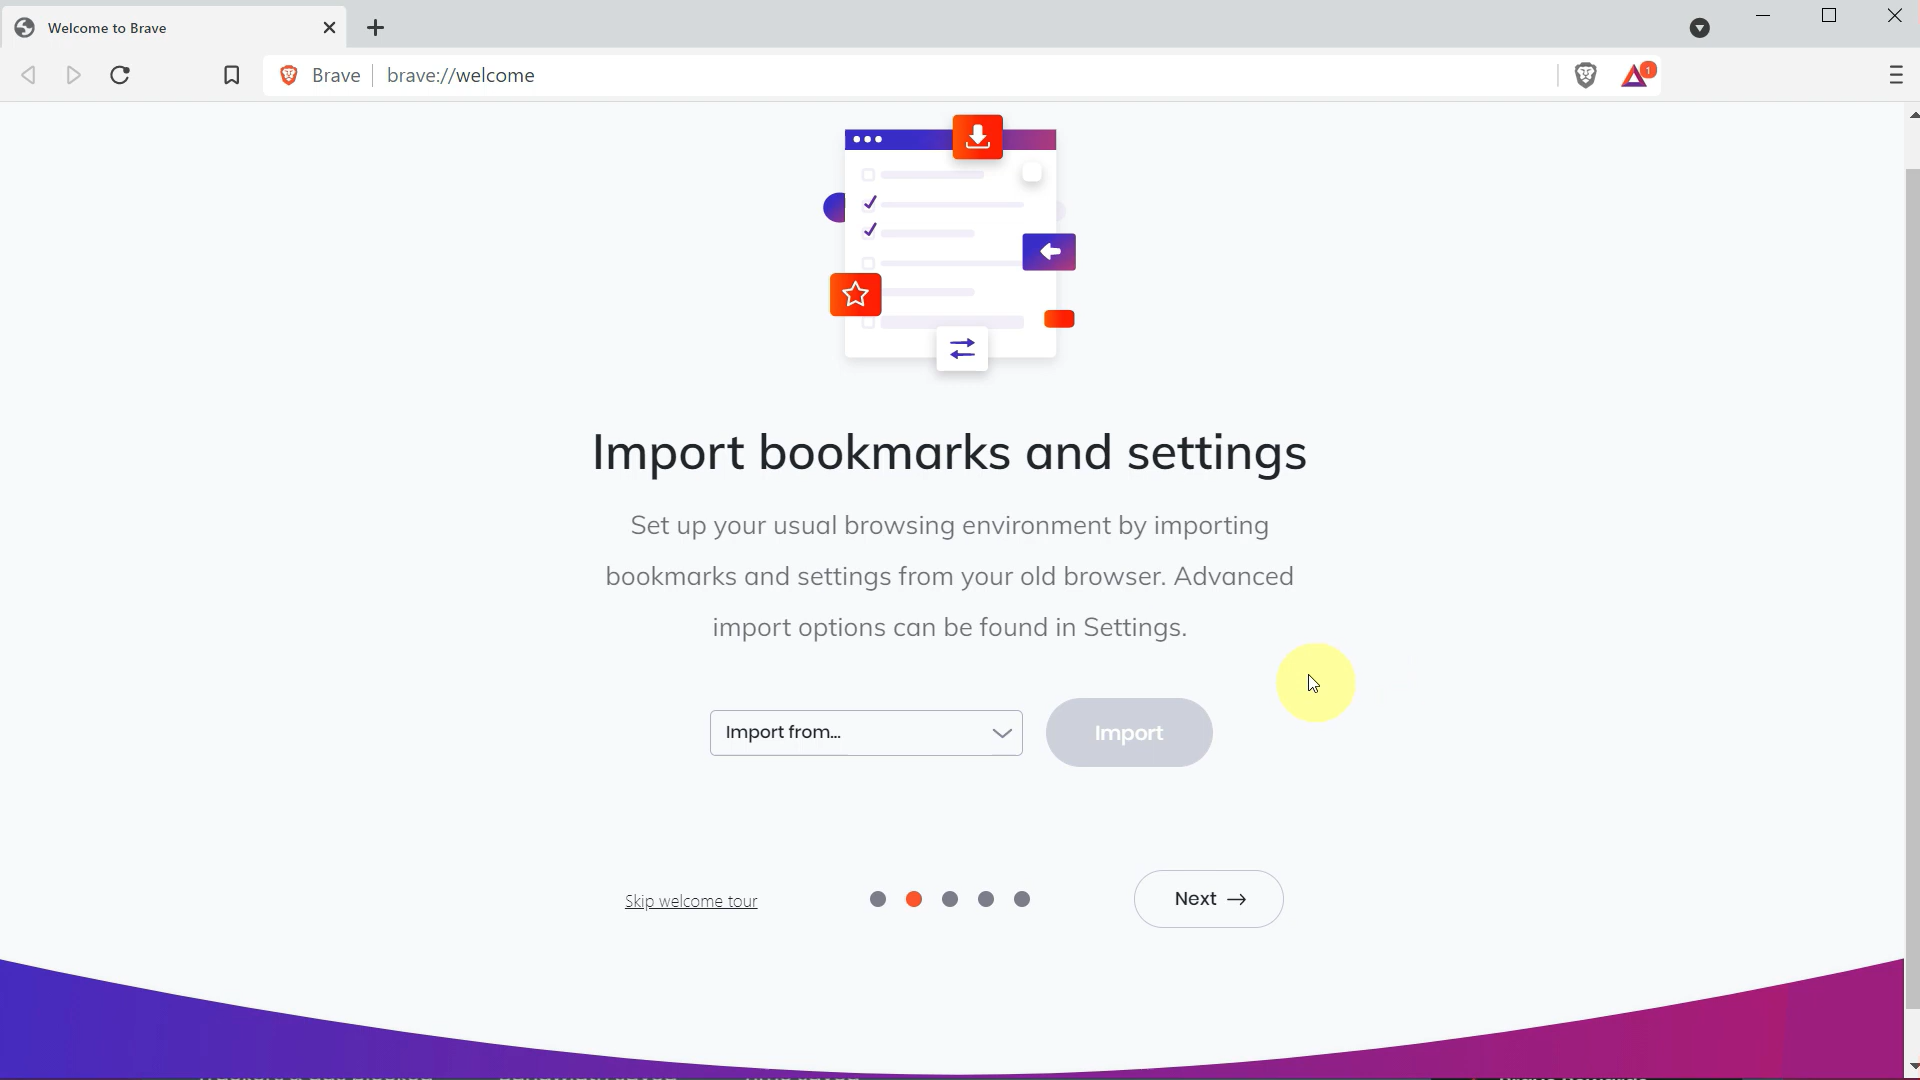 Welcome to Brave
Brave
brave://welcome
1
Import bookmarks and settings
Set up your usual browsing environment by importing
bookmarks and settings from your old browser. Advanced
import options can be found in Settings.
Import from...
Import
Skip welcome tour
Next →